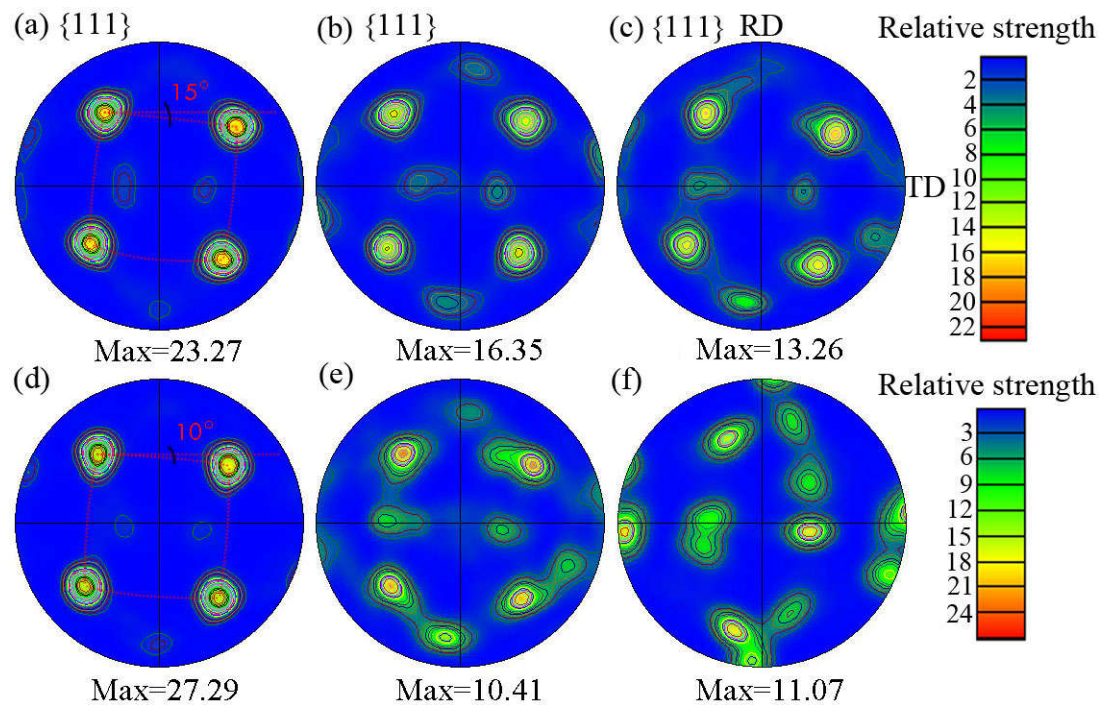 (a) {111}
(b) {111}
(c) {111} RD
Relative strength
15°
2
4
6
8
10
12
14
16
18
20
22
TD
Max=23.27
Max=16.35
Max=13.26
(d)
(e)
(f)
Relative strength
10°
3
6
9
12
15
18
21
24
Max=27.29
Max=10.41
Max=11.07